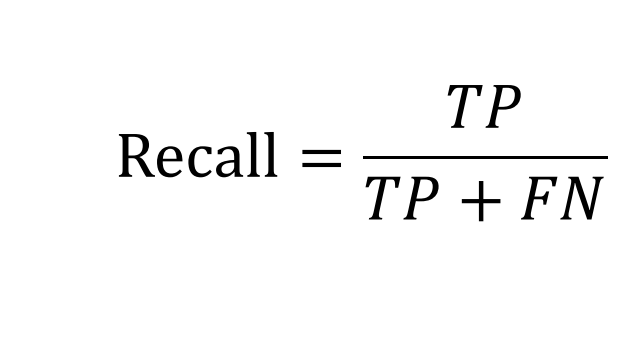 Recall = TP / TP + FN